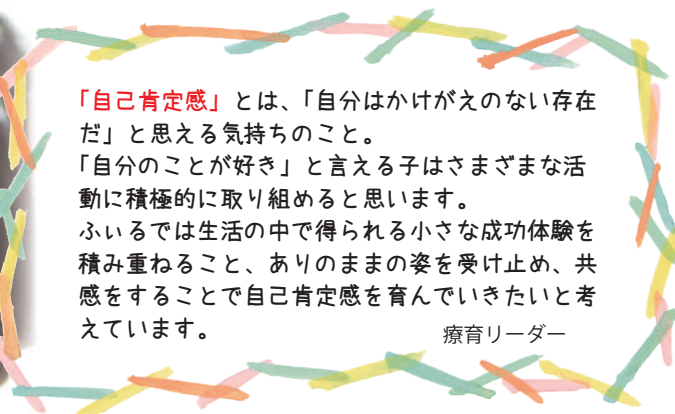 「自己肯定感」とは、「自分はかけがえのない存在
だ」と思える気持ちのこと。
「自分のことが好き」と言える子はさまざまな活
動に積極的に取り組めると思います。
ふぃるでは生活の中で得られる小さな成功体験を
積み重ねること、ありのままの姿を受け止め、共
感をすることで自己肯定感を育んでいきたいと考
えています。
療育リーダー